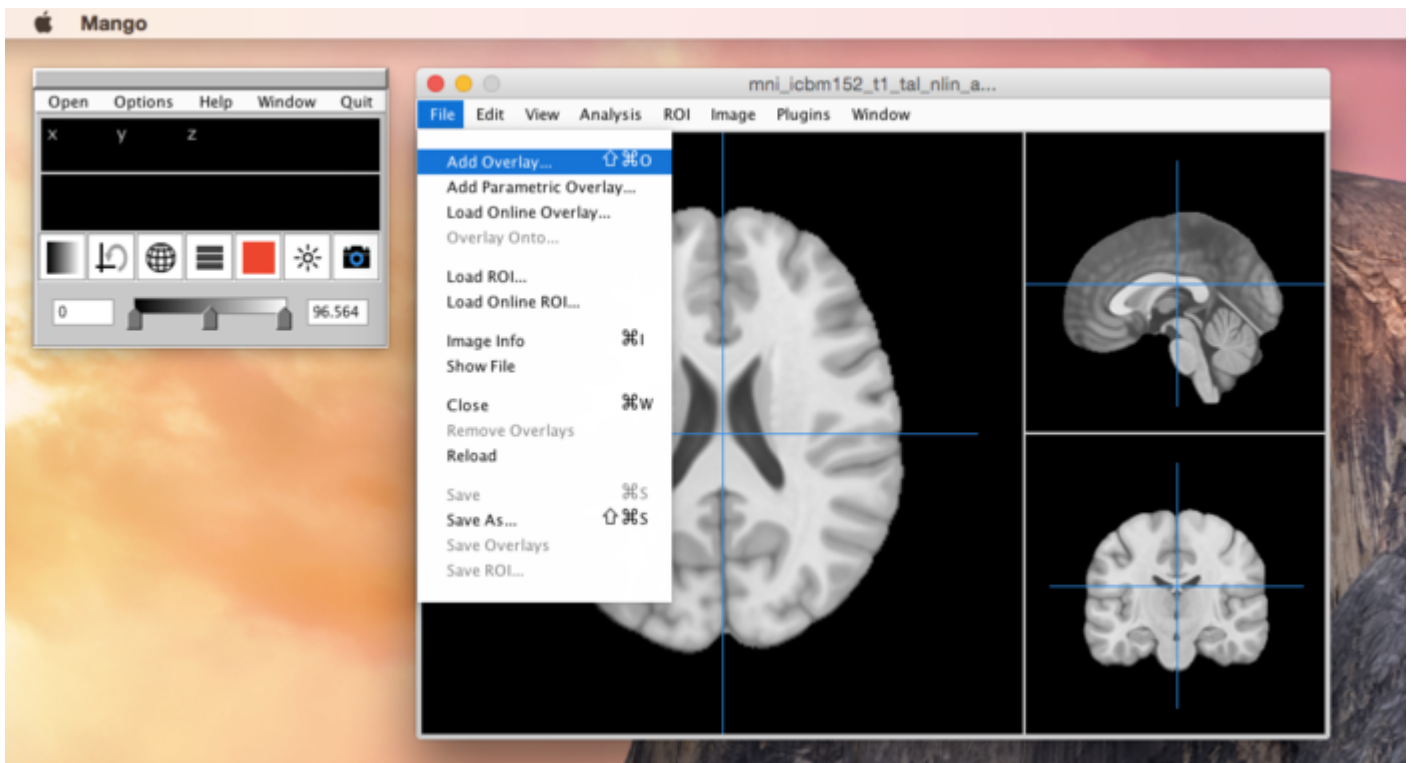 Mango
Open Options Help Window Quit
x y z
0 96.564
mni_icbm152_t1_tal_nlin_a...
File Edit View Analysis ROI Image Plugins Window
Add Overlay... ⇧⌘O
Add Parametric Overlay...
Load Online Overlay...
Overlay Onto...
Load ROI...
Load Online ROI...
Image Info ⌘I
Show File
Close ⌘W
Remove Overlays
Reload
Save ⌘S
Save As... ⇧⌘S
Save Overlays
Save ROI...